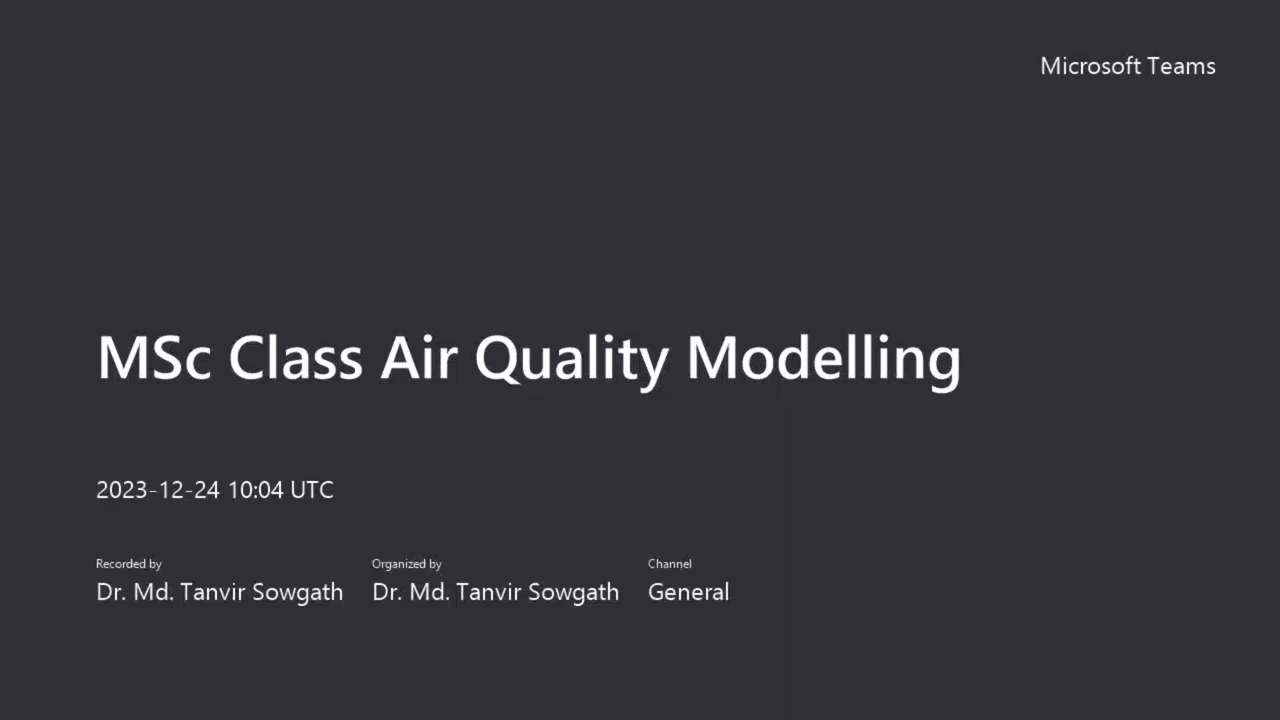 Microsoft Teams
MSc Class Air Quality Modelling
2023-12-24 10:04 UTC
Recorded by Organized by Channel
Dr. Md. Tanvir Sowgath Dr. Md. Tanvir Sowgath General